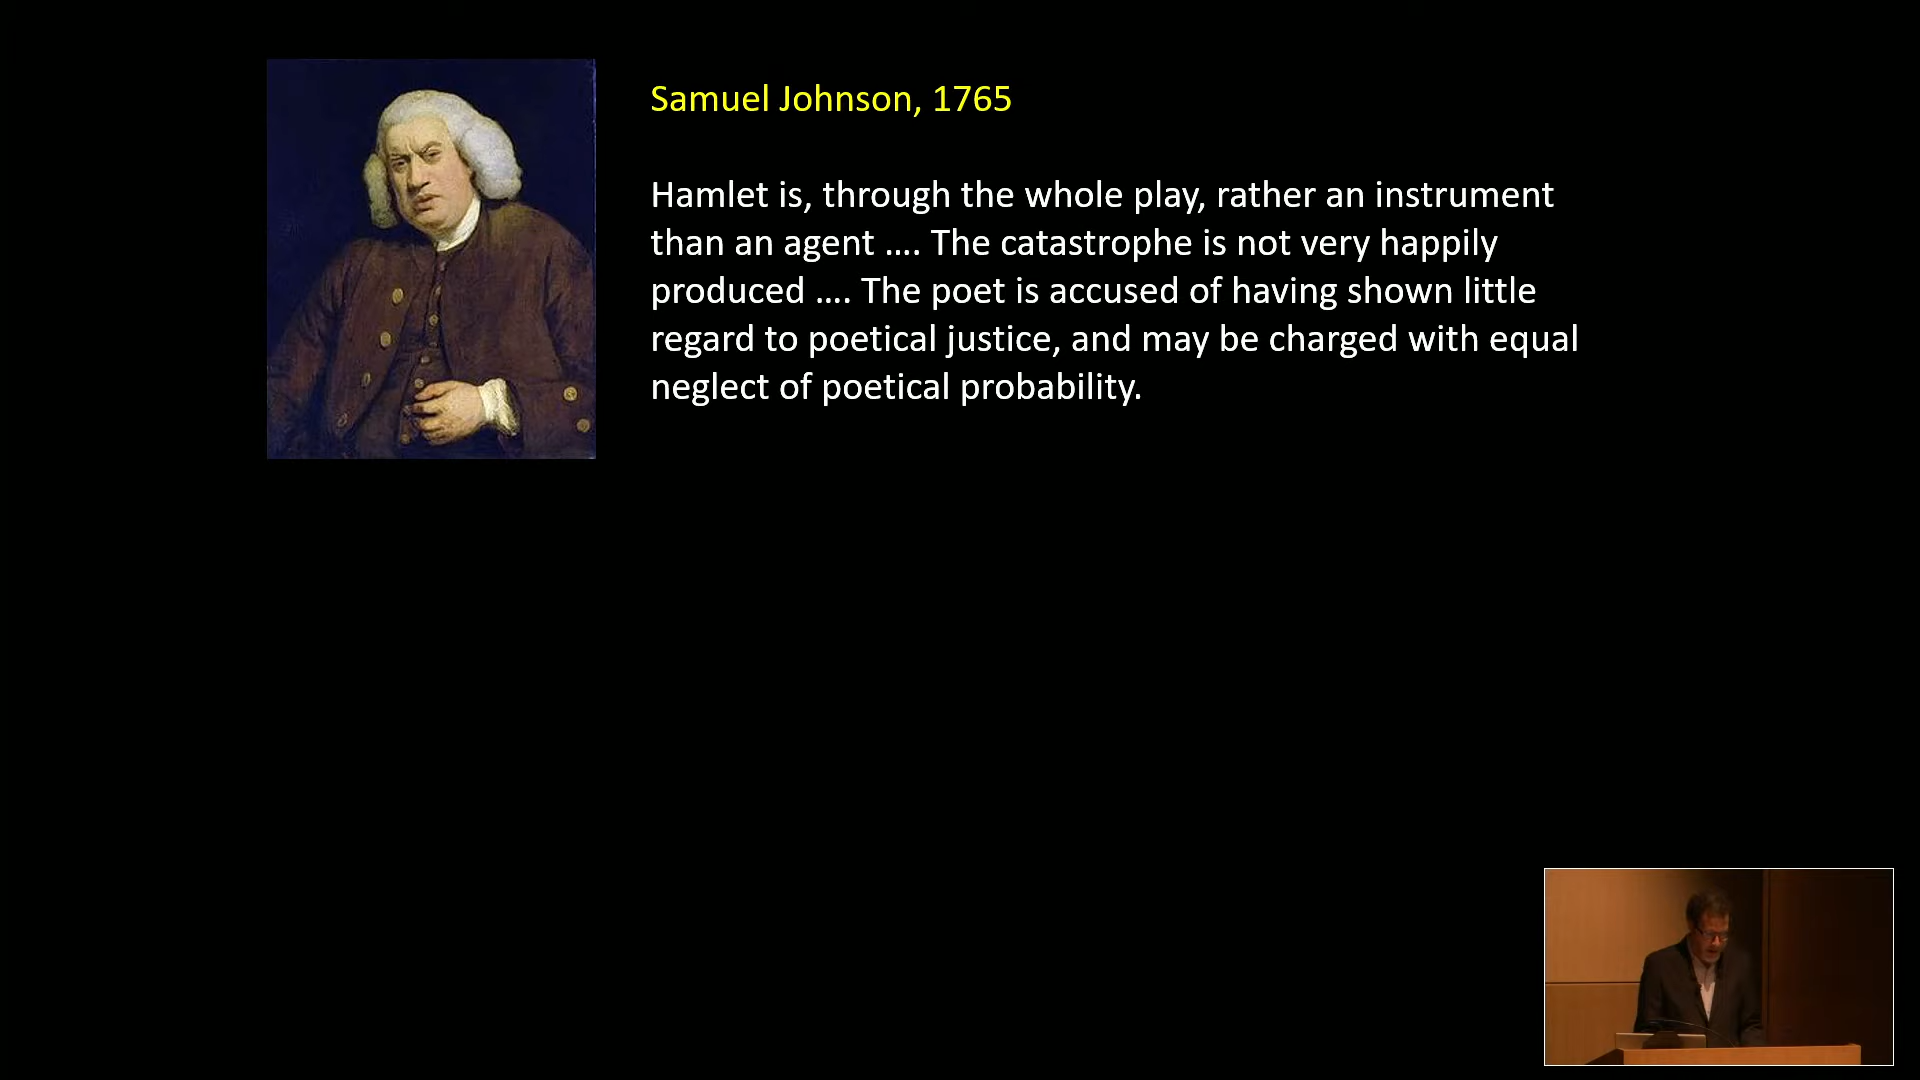 Samuel Johnson, 1765
Hamlet is, through the whole play, rather an instrument
than an agent .... The catastrophe is not very happily
produced .... The poet is accused of having shown little
regard to poetical justice, and may be charged with equal
neglect of poetical probability.